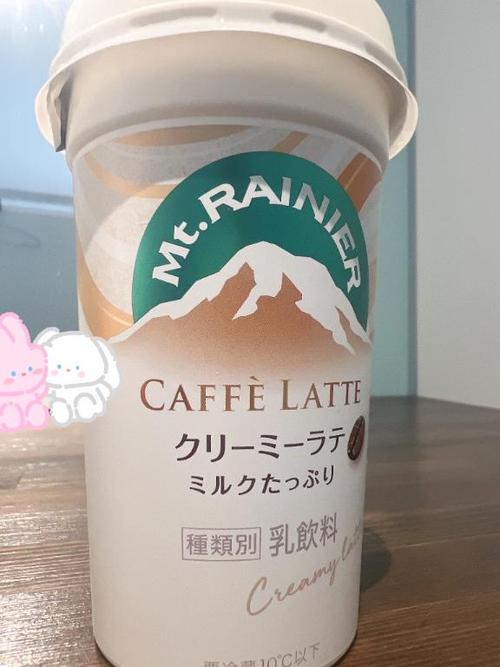 Mt. RAINIER
CAFFÈ LATTE
クリーミーラテ
ミルクたっぷり
種類別 乳飲料
Creamy
要冷蔵10℃以下